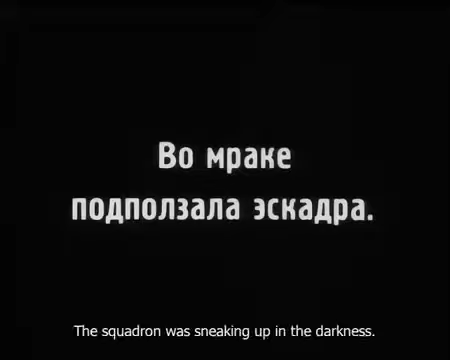 Во мраке
подползала эскадра.
The squadron was sneaking up in the darkness.